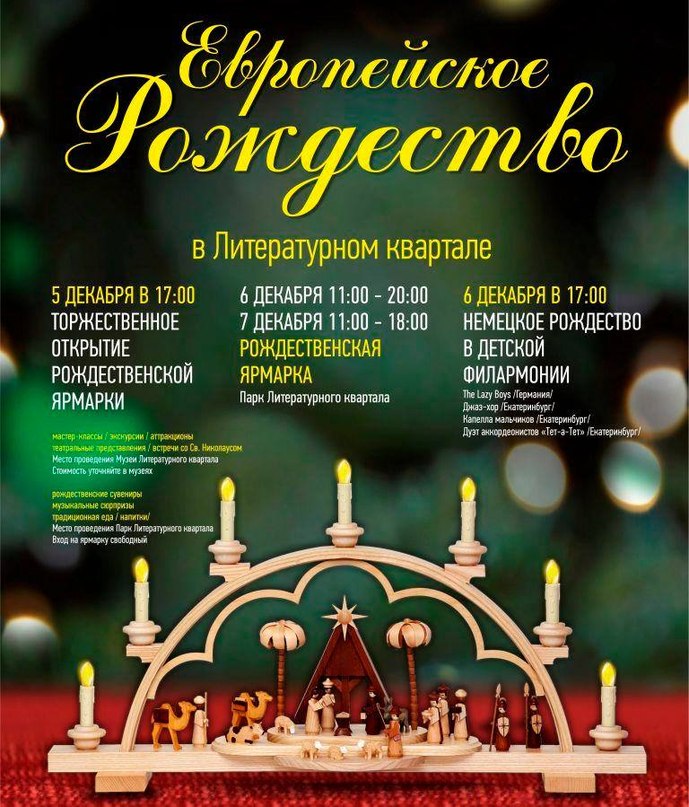 Европейское
Рождество
в Литературном квартале
5 ДЕКАБРЯ В 17:00
ТОРЖЕСТВЕННОЕ
ОТКРЫТИЕ
РОЖДЕСТВЕНСКОЙ
ЯРМАРКИ
мастер-классы / экскурсии / аттракционы
театральные представления / встречи со Св. Николаусом
Место проведения Музеи Литературного квартала
Стоимость уточняйте в музеях
рождественские сувениры
музыкальные сюрпризы
традиционная еда / напитки/
Место проведения Парк Литературного квартала
Вход на ярмарку свободный
6 ДЕКАБРЯ 11:00 - 20:00
7 ДЕКАБРЯ 11:00 - 18:00
РОЖДЕСТВЕНСКАЯ
ЯРМАРКА
Парк Литературного квартала
6 ДЕКАБРЯ В 17:00
НЕМЕЦКОЕ РОЖДЕСТВО
В ДЕТСКОЙ
ФИЛАРМОНИИ
The Lazy Boys /Германия/
Джаз-хор /Екатеринбург/
Капелла мальчиков /Екатеринбург/
Дуэт аккордеонистов «Тет-а-Тет» /Екатеринбург/